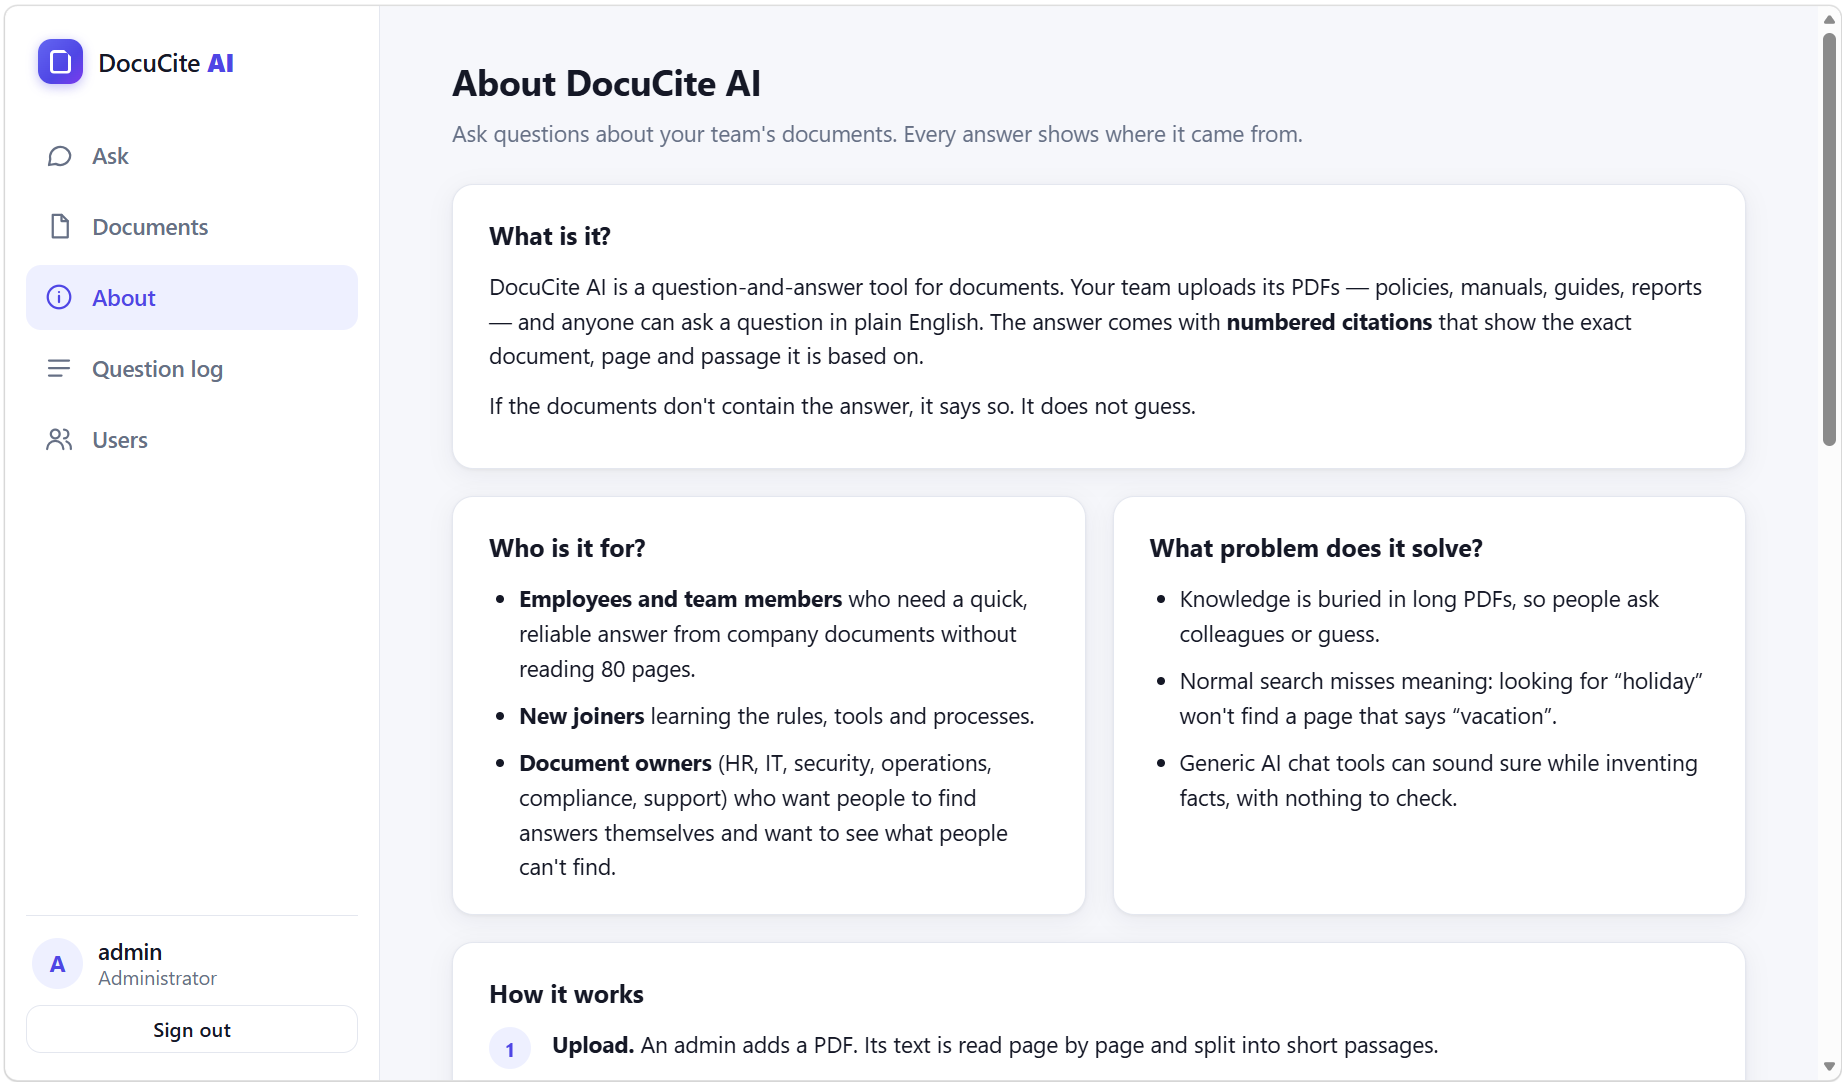 DocuCite AI
Ask
Documents
About
Question log
Users
A
admin
Administrator
Sign out
About DocuCite AI
Ask questions about your team's documents. Every answer shows where it came from.
What is it?
DocuCite AI is a question-and-answer tool for documents. Your team uploads its PDFs — policies, manuals, guides, reports
— and anyone can ask a question in plain English. The answer comes with numbered citations that show the exact
document, page and passage it is based on.
If the documents don't contain the answer, it says so. It does not guess.
Who is it for?
• Employees and team members who need a quick,
reliable answer from company documents without
reading 80 pages.
• New joiners learning the rules, tools and processes.
• Document owners (HR, IT, security, operations,
compliance, support) who want people to find
answers themselves and want to see what people
can't find.
What problem does it solve?
• Knowledge is buried in long PDFs, so people ask
colleagues or guess.
• Normal search misses meaning: looking for “holiday”
won't find a page that says “vacation”.
• Generic AI chat tools can sound sure while inventing
facts, with nothing to check.
How it works
1 Upload. An admin adds a PDF. Its text is read page by page and split into short passages.